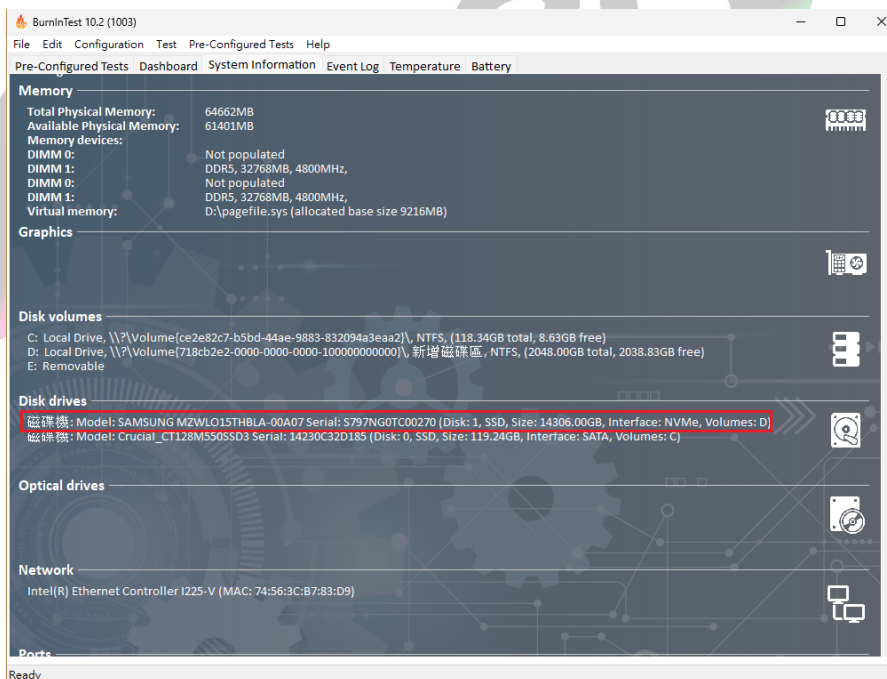 BurnInTest 10.2 (1003)
File Edit Configuration Test Pre-Configured Tests Help
Pre-Configured Tests Dashboard System Information Event Log Temperature Battery
Memory
Total Physical Memory: 64662MB
Available Physical Memory: 61401MB
Memory devices:
DIMM 0: Not populated
DIMM 1: DDR5, 32768MB, 4800MHz,
DIMM 0: Not populated
DIMM 1: DDR5, 32768MB, 4800MHz,
Virtual memory: D:\pagefile.sys (allocated base size 9216MB)
Graphics
Disk volumes
C: Local Drive, \\?\Volume{ce2e82c7-b5bd-44ae-9883-832094a3eaa2}\, NTFS, (118.34GB total, 8.63GB free)
D: Local Drive, \\?\Volume{718cb2e2-0000-0000-0000-100000000000}\, 新增磁碟區, NTFS, (2048.00GB total, 2038.83GB free)
E: Removable
Disk drives
磁碟機: Model: SAMSUNG MZWLO15THBLA-00A07 Serial: S797NG0TC00270 (Disk: 1, SSD, Size: 14306.00GB, Interface: NVMe, Volumes: D)
磁碟機: Model: Crucial_CT128M550SSD3 Serial: 14230C32D185 (Disk: 0, SSD, Size: 119.24GB, Interface: SATA, Volumes: C)
Optical drives
Network
Intel(R) Ethernet Controller I225-V (MAC: 74:56:3C:B7:83:D9)
Ports
Ready